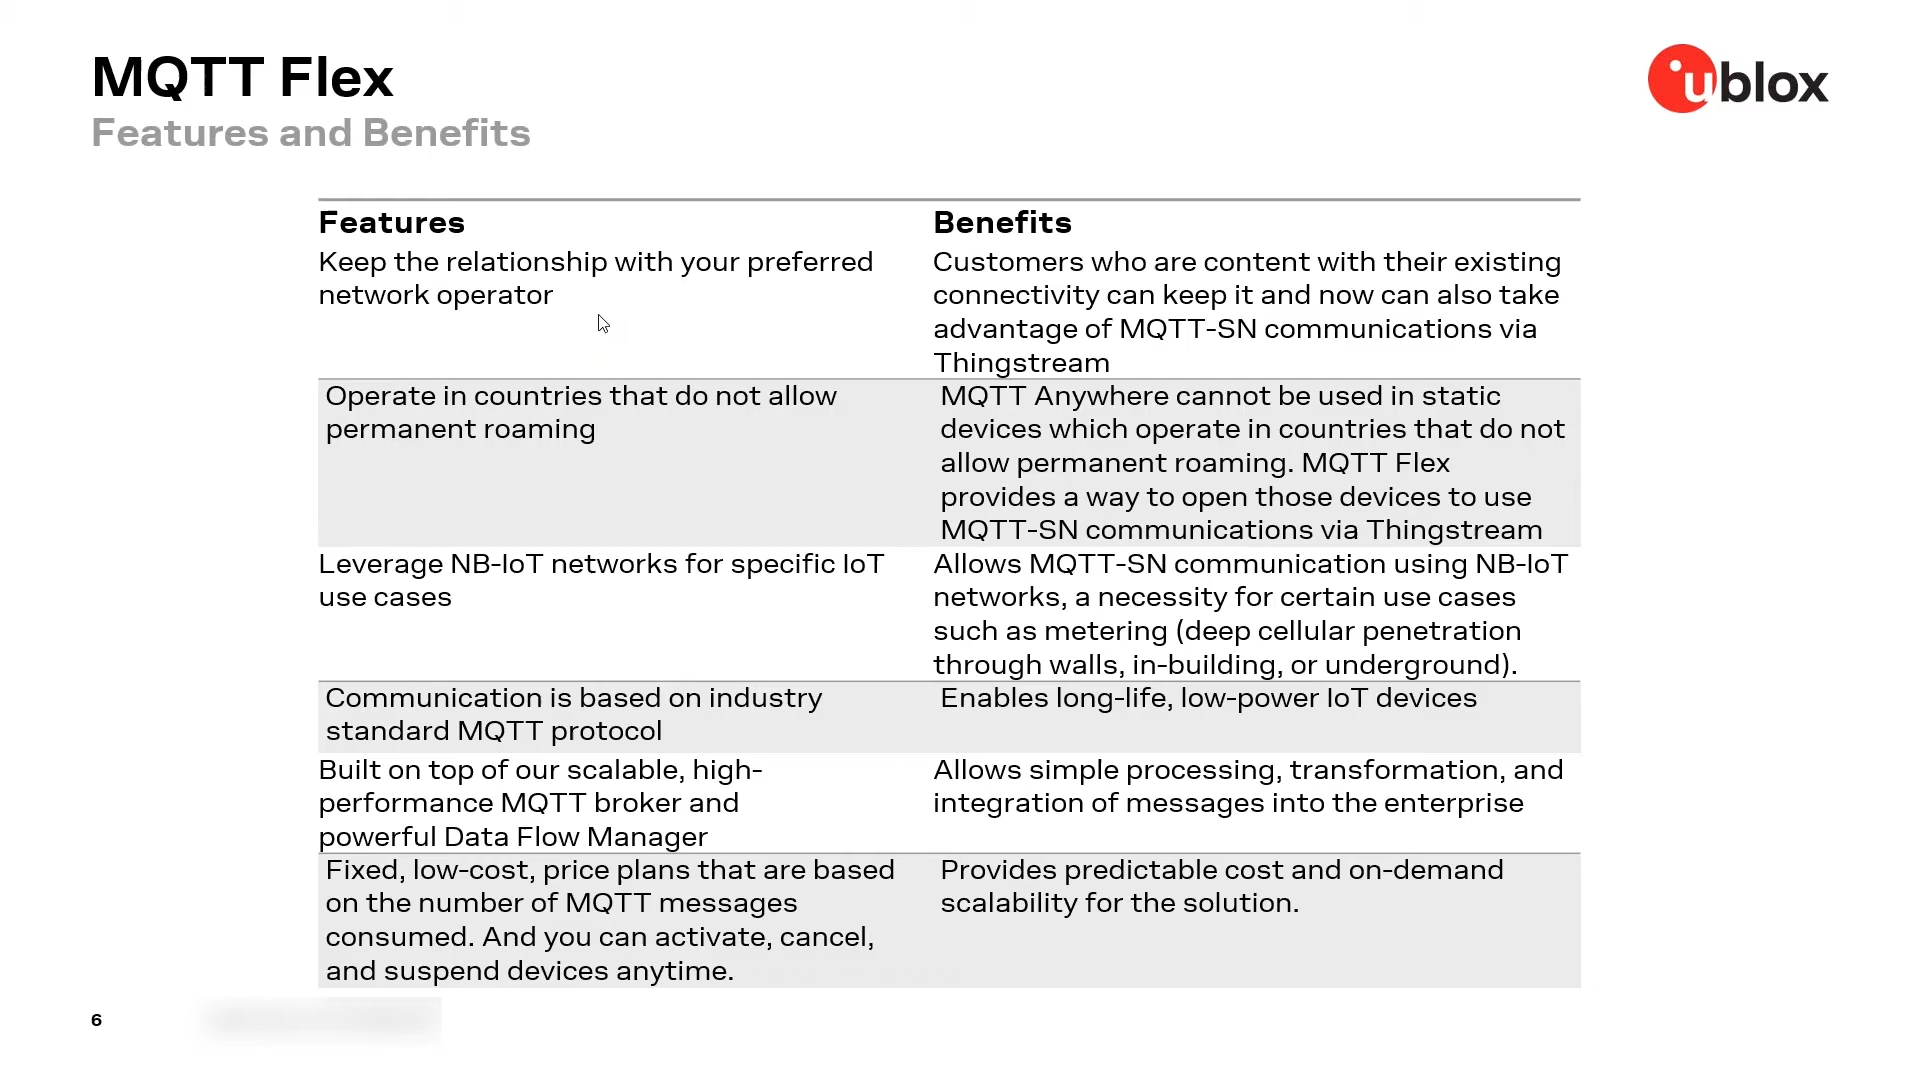 MQTT Flex
Features and Benefits
ublox
Features
Benefits
Keep the relationship with your preferred
network operator
Customers who are content with their existing
connectivity can keep it and now can also take
advantage of MQTT-SN communications via
Thingstream
Operate in countries that do not allow
permanent roaming
MQTT Anywhere cannot be used in static
devices which operate in countries that do not
allow permanent roaming. MQTT Flex
provides a way to open those devices to use
MQTT-SN communications via Thingstream
Leverage NB-IoT networks for specific IoT
use cases
Allows MQTT-SN communication using NB-IoT
networks, a necessity for certain use cases
such as metering (deep cellular penetration
through walls, in-building, or underground).
Communication is based on industry
standard MQTT protocol
Enables long-life, low-power IoT devices
Built on top of our scalable, high-
performance MQTT broker and
powerful Data Flow Manager
Allows simple processing, transformation, and
integration of messages into the enterprise
Fixed, low-cost, price plans that are based
on the number of MQTT messages
consumed. And you can activate, cancel,
and suspend devices anytime.
Provides predictable cost and on-demand
scalability for the solution.
6